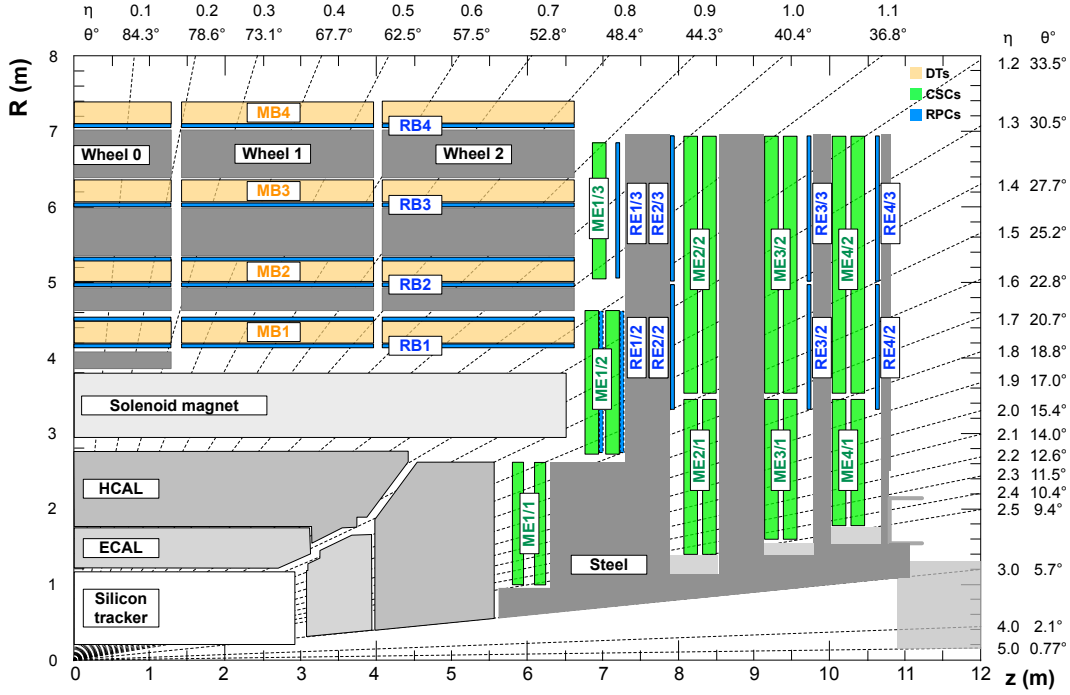 η 0.1 0.2 0.3 0.4 0.5 0.6 0.7 0.8 0.9 1.0 1.1
θ° 84.3° 78.6° 73.1° 67.7° 62.5° 57.5° 52.8° 48.4° 44.3° 40.4° 36.8° η θ°
R (m)
8
7
6
5
4
3
2
1
0
1.2 33.5°
1.3 30.5°
1.4 27.7°
1.5 25.2°
1.6 22.8°
1.7 20.7°
1.8 18.8°
1.9 17.0°
2.0 15.4°
2.1 14.0°
2.2 12.6°
2.3 11.5°
2.4 10.4°
2.5 9.4°
3.0 5.7°
4.0 2.1°
5.0 0.77°
DTs
CSCs
RPCs
MB4
RB4
Wheel 0 Wheel 1 Wheel 2
MB3
RB3
MB2
RB2
MB1
RB1
Solenoid magnet
HCAL
ECAL
Silicon
tracker
Steel
ME1/3
RE1/3
RE2/3
ME2/2
ME3/2
RE3/3
ME4/2
RE4/3
ME1/2
RE1/2
RE2/2
RE3/2
RE4/2
ME1/1
ME2/1
ME3/1
ME4/1
0 1 2 3 4 5 6 7 8 9 10 11 12
z (m)